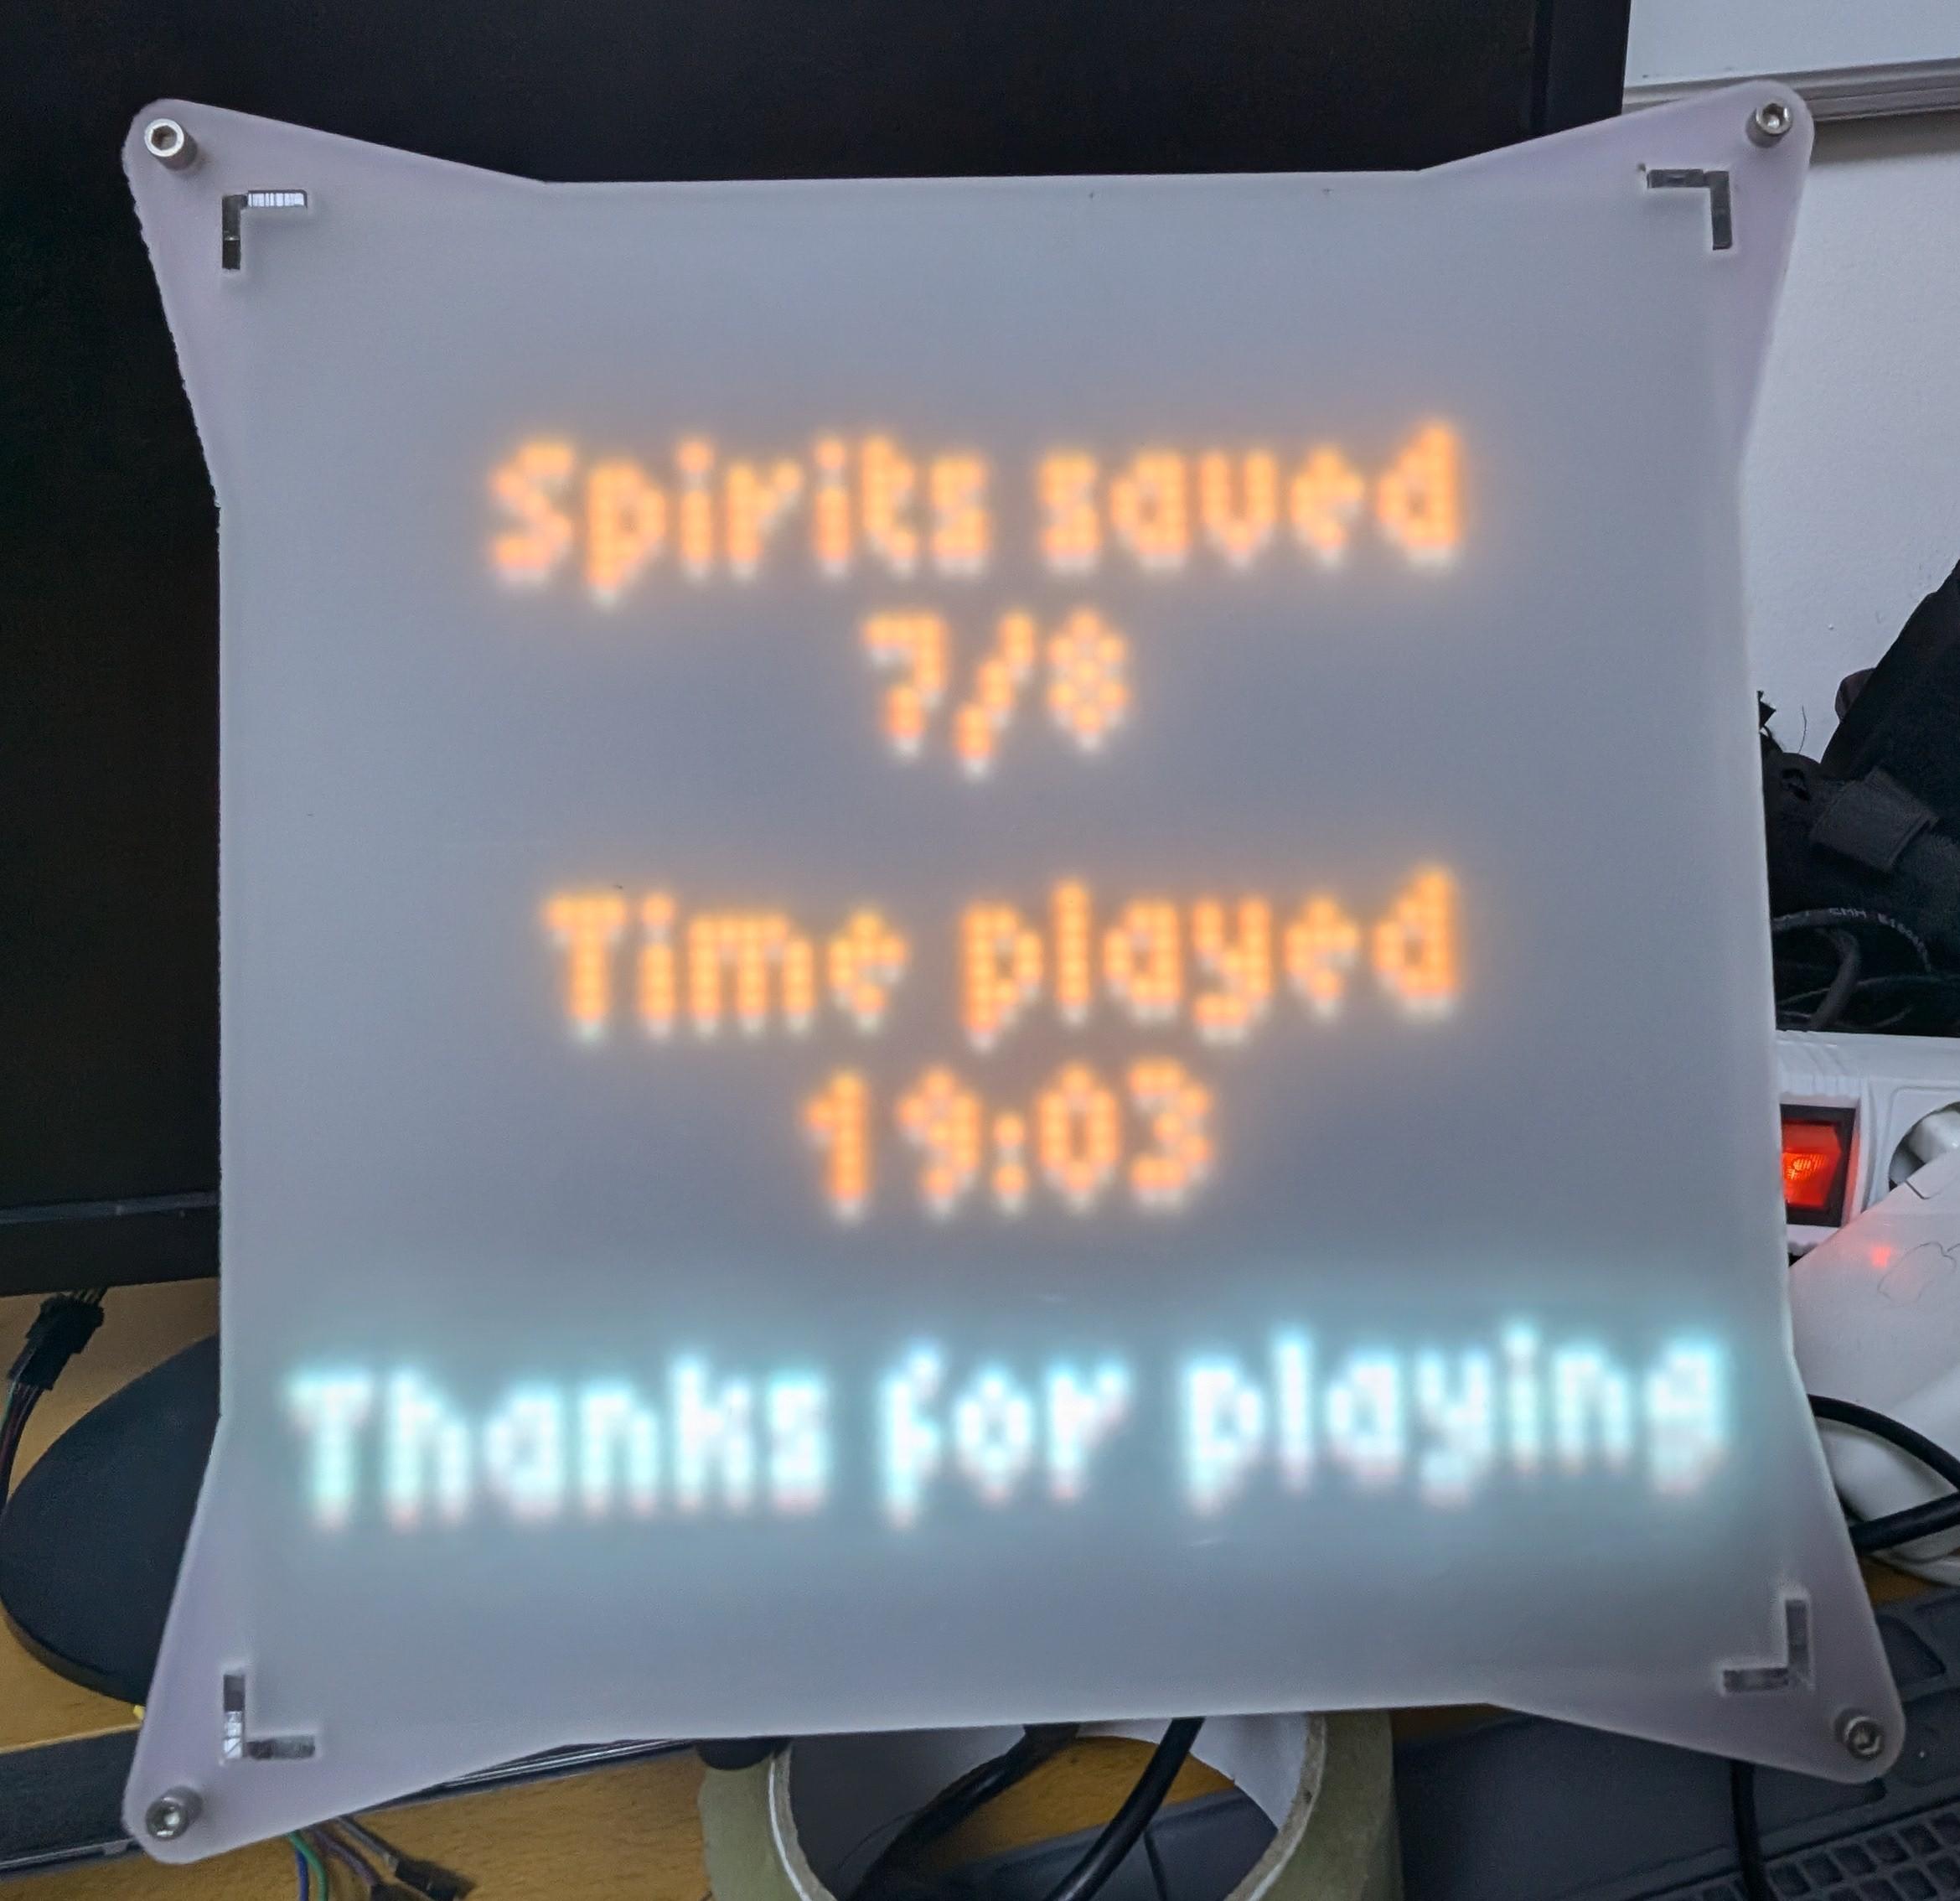 Spirits saved
7/8
Time played
19:03
Thanks for playing